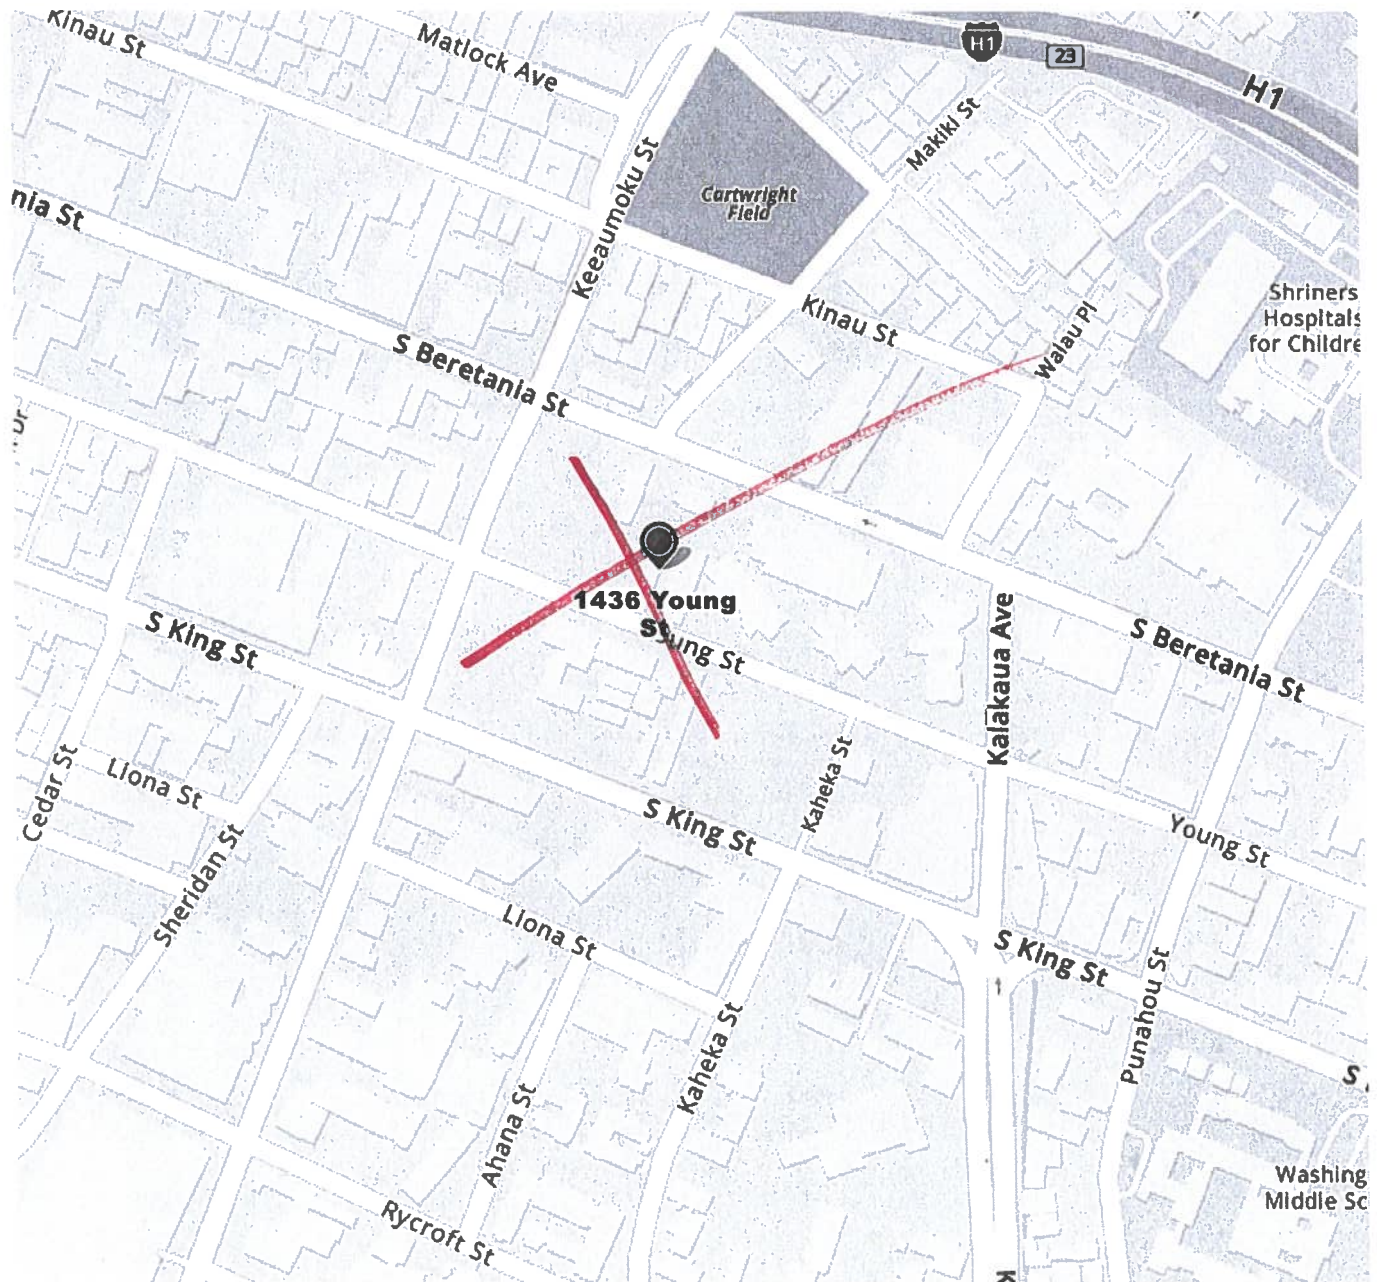 Kinau St
Matlock Ave
H1
23
H1
Makiki St
Keeaumoku St
Cartwright
Field
nia St
Kinau St
Walau Pl
Shriners
Hospitals
for Childre
S Beretania St
1436 Young
St
ung St
S King St
Kalākaua Ave
S Beretania St
Cedar St
Liona St
Sheridan St
Kaheka St
S King St
Young St
Liona St
S King St
Punahou St
Kaheka St
Ahana St
S
Washing
Middle Sc
Rycroft St
K